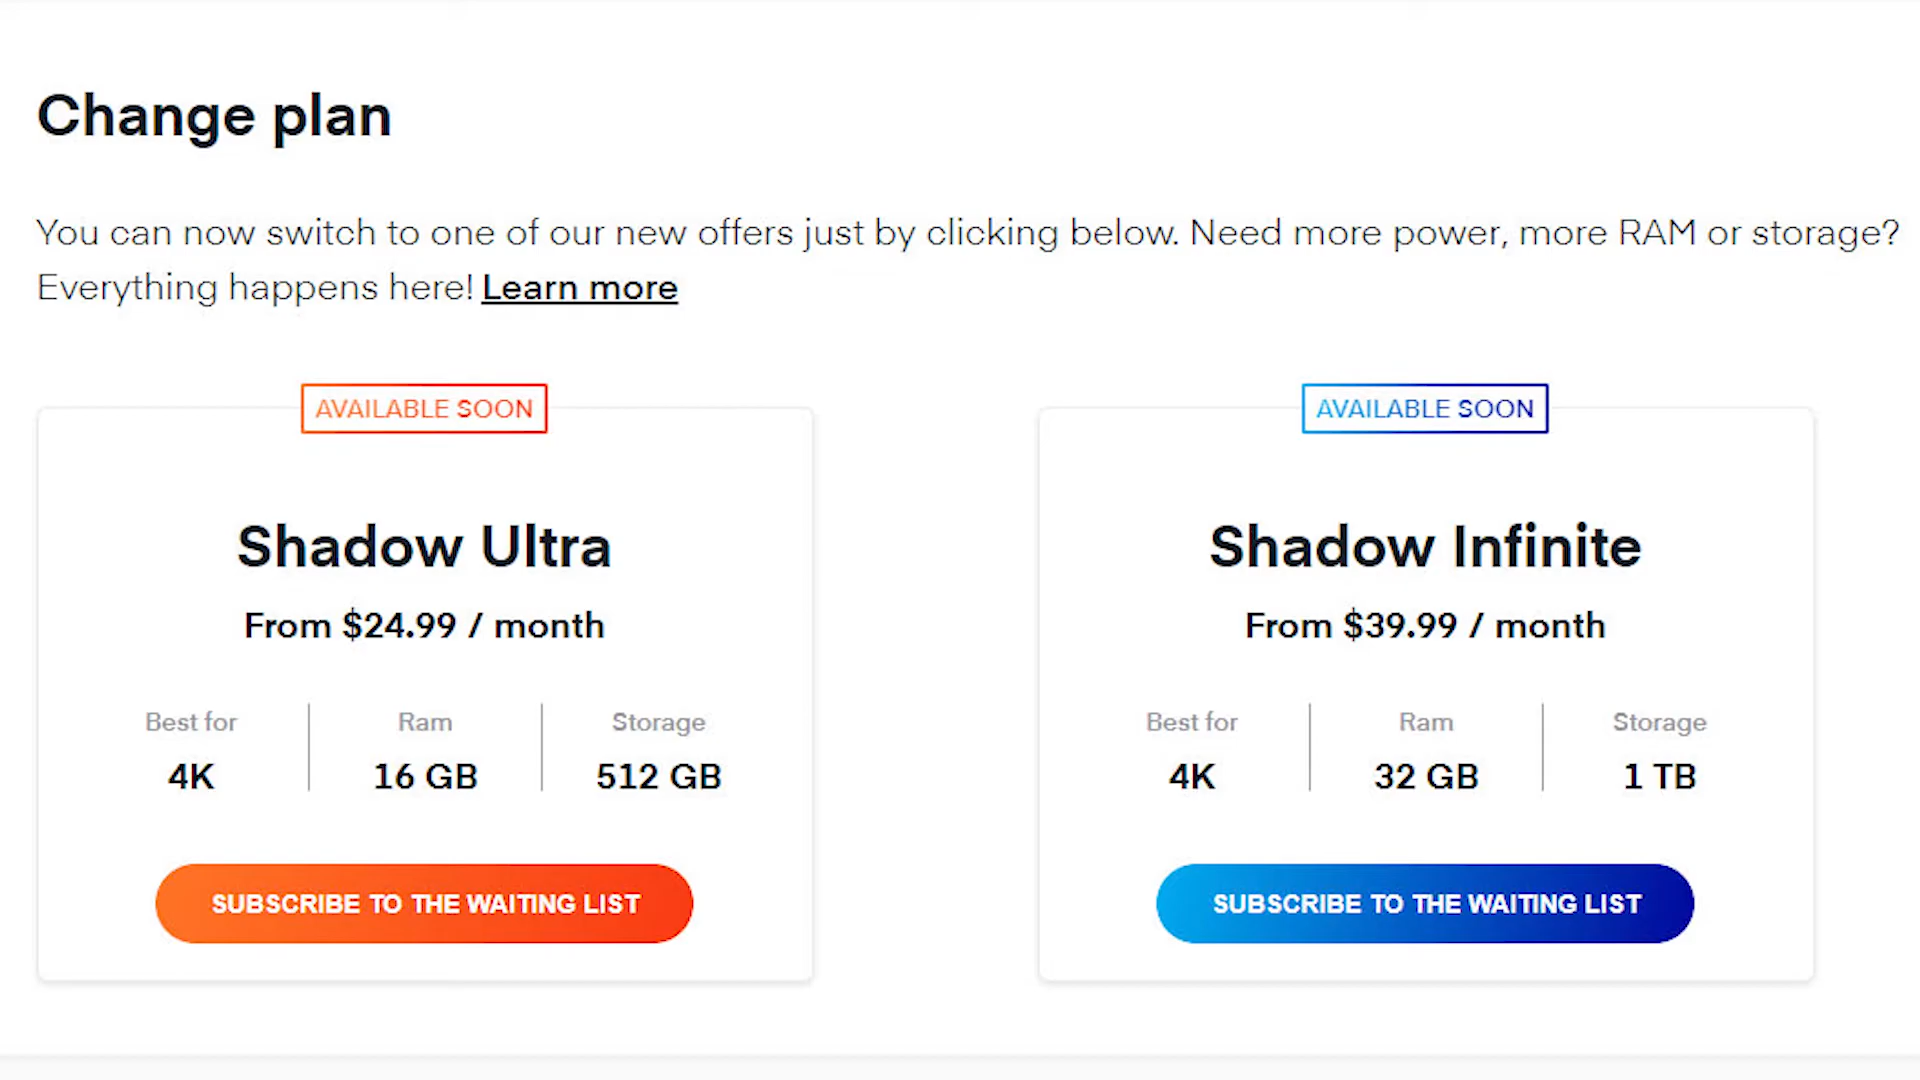 Change plan
You can now switch to one of our new offers just by clicking below. Need more power, more RAM or storage?
Everything happens here! Learn more
AVAILABLE SOON
Shadow Ultra
From $24.99 / month
Best for Ram Storage
4K 16 GB 512 GB
SUBSCRIBE TO THE WAITING LIST
AVAILABLE SOON
Shadow Infinite
From $39.99 / month
Best for Ram Storage
4K 32 GB 1 TB
SUBSCRIBE TO THE WAITING LIST